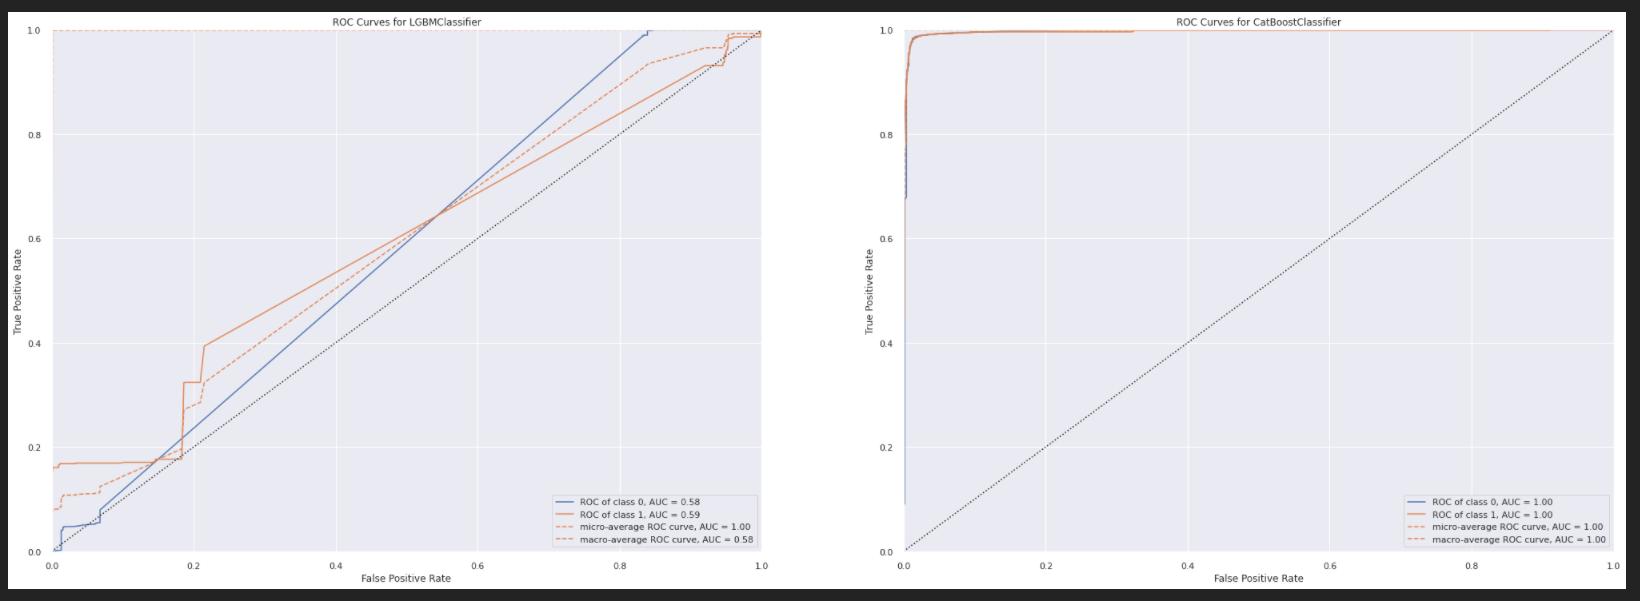 ROC Curves for LGBMClassifier
1.0
0.8
0.6
0.4
0.2
0.0
True Positive Rate
0.0 0.2 0.4 0.6 0.8 1.0
False Positive Rate
ROC of class 0, AUC = 0.58
ROC of class 1, AUC = 0.59
micro-average ROC curve, AUC = 1.00
macro-average ROC curve, AUC = 0.58
ROC Curves for CatBoostClassifier
1.0
0.8
0.6
0.4
0.2
0.0
True Positive Rate
0.0 0.2 0.4 0.6 0.8 1.0
False Positive Rate
ROC of class 0, AUC = 1.00
ROC of class 1, AUC = 1.00
micro-average ROC curve, AUC = 1.00
macro-average ROC curve, AUC = 1.00